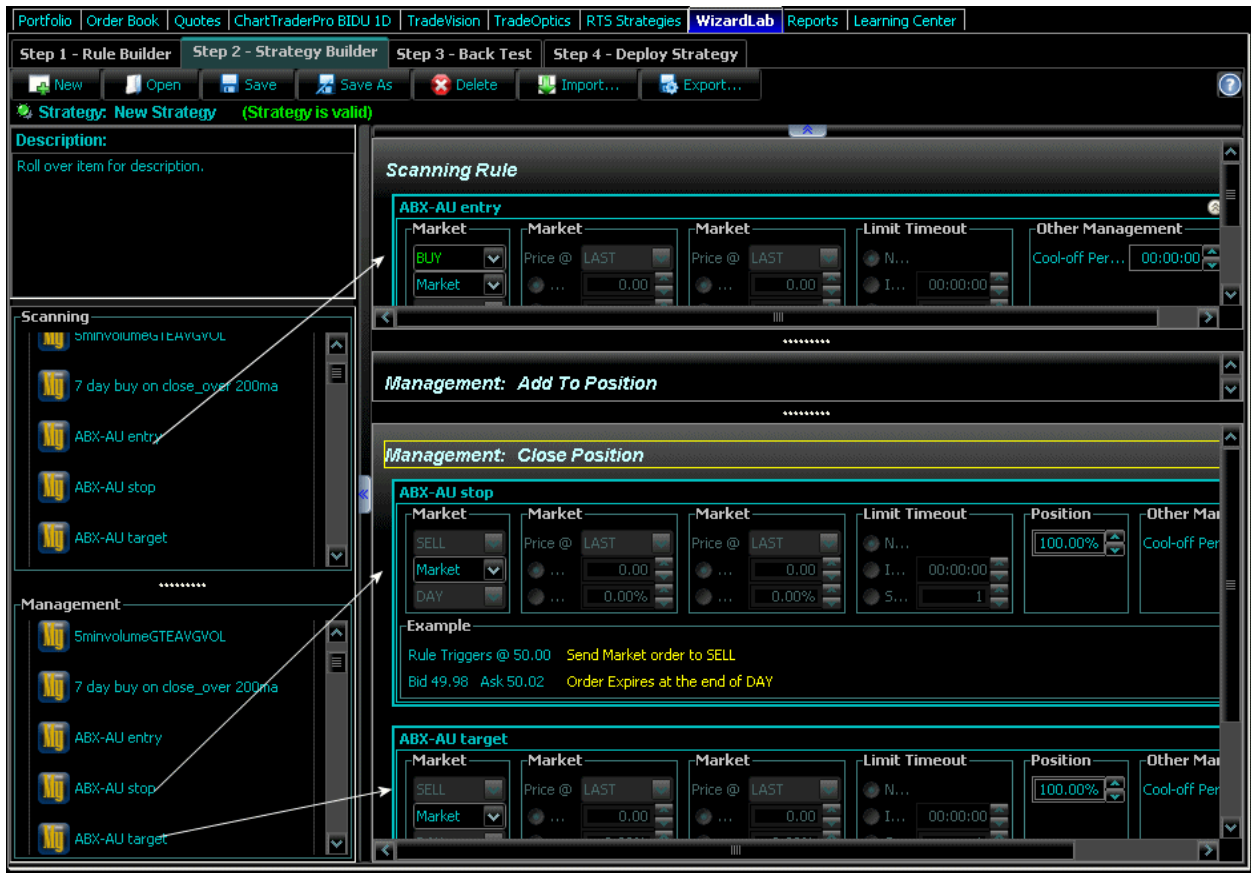 Portfolio Order Book Quotes ChartTraderPro BIDU 1D TradeVision TradeOptics RTS Strategies WizardLab Reports Learning Center
Step 1 - Rule Builder Step 2 - Strategy Builder Step 3 - Back Test Step 4 - Deploy Strategy
New Open Save Save As Delete Import... Export...
Strategy: New Strategy (Strategy is valid)
Description:
Roll over item for description.
Scanning
5minvolumeGTEAVGVOL
7 day buy on close_over 200ma
ABX-AU entry
ABX-AU stop
ABX-AU target
Management
5minvolumeGTEAVGVOL
7 day buy on close_over 200ma
ABX-AU entry
ABX-AU stop
ABX-AU target
Scanning Rule
ABX-AU entry
Market Market Market Limit Timeout Other Management
BUY Price @ LAST Price @ LAST N... Cool-off Per... 00:00:00
Market ... 0.00 ... 0.00 I... 00:00:00
Management: Add To Position
Management: Close Position
ABX-AU stop
Market Market Market Limit Timeout Position Other Mar
SELL Price @ LAST Price @ LAST N... 100.00% Cool-off Per
Market ... 0.00 ... 0.00 I... 00:00:00
DAY ... 0.00% ... 0.00% S... 1
Example
Rule Triggers @ 50.00 Send Market order to SELL
Bid 49.98 Ask 50.02 Order Expires at the end of DAY
ABX-AU target
Market Market Market Limit Timeout Position Other Mar
SELL Price @ LAST Price @ LAST N... 100.00% Cool-off Per
Market ... 0.00 ... 0.00 I... 00:00:00